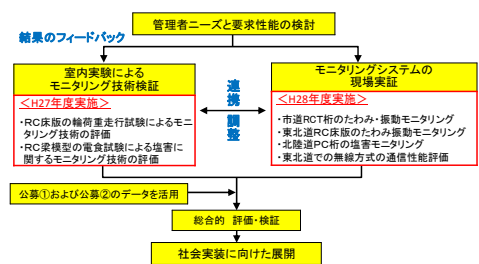 管理者ニーズと要求性能の検討
結果のフィードバック
室内実験による
モニタリング技術検証
＜H27年度実施＞
・RC床版の輪荷重走行試験によるモニ
タリング技術の評価
・RC梁模型の電食試験による塩害に
関するモニタリング技術の評価
連携
調整
モニタリングシステムの
現場実証
＜H28年度実施＞
・市道RCT桁のたわみ・振動モニタリング
・東北道RC床版のたわみ振動モニタリング
・北陸道PC桁の塩害モニタリング
・東北道での無線方式の通信性能評価
公募①および公募②のデータを活用
総合的　評価・検証
社会実装に向けた展開